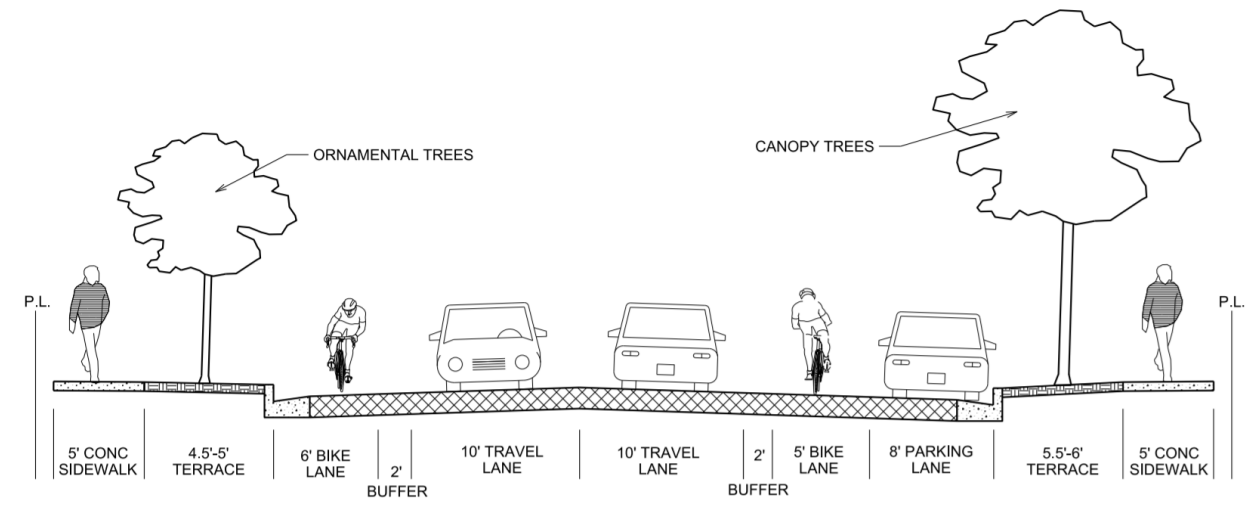 ORNAMENTAL TREES
CANOPY TREES
P.L.
P.L.
5' CONC
SIDEWALK
4.5'-5'
TERRACE
6' BIKE
LANE
2'
BUFFER
10' TRAVEL
LANE
10' TRAVEL
LANE
2'
BUFFER
5' BIKE
LANE
8' PARKING
LANE
5.5'-6'
TERRACE
5' CONC
SIDEWALK